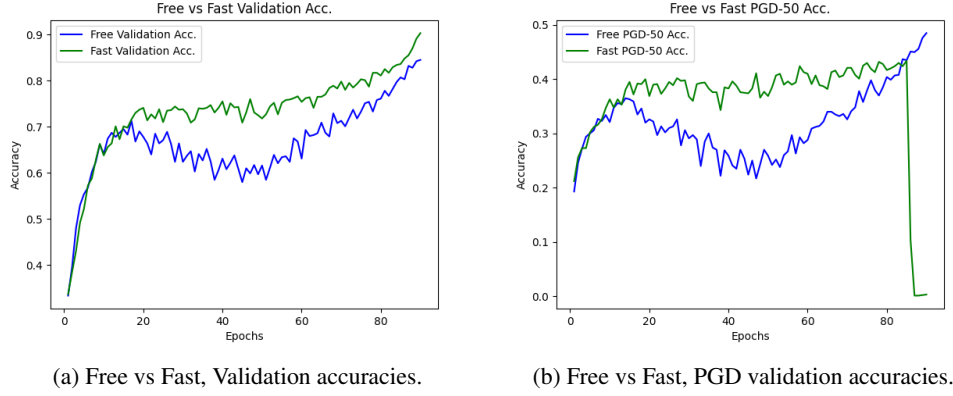 Free vs Fast Validation Acc.
Free Validation Acc.
Fast Validation Acc.
0.9
0.8
0.7
0.6
0.5
0.4
Accuracy
0
20
40
60
80
Epochs
(a) Free vs Fast, Validation accuracies.
Free vs Fast PGD-50 Acc.
Free PGD-50 Acc.
Fast PGD-50 Acc.
0.5
0.4
0.3
0.2
0.1
0.0
Accuracy
0
20
40
60
80
Epochs
(b) Free vs Fast, PGD validation accuracies.